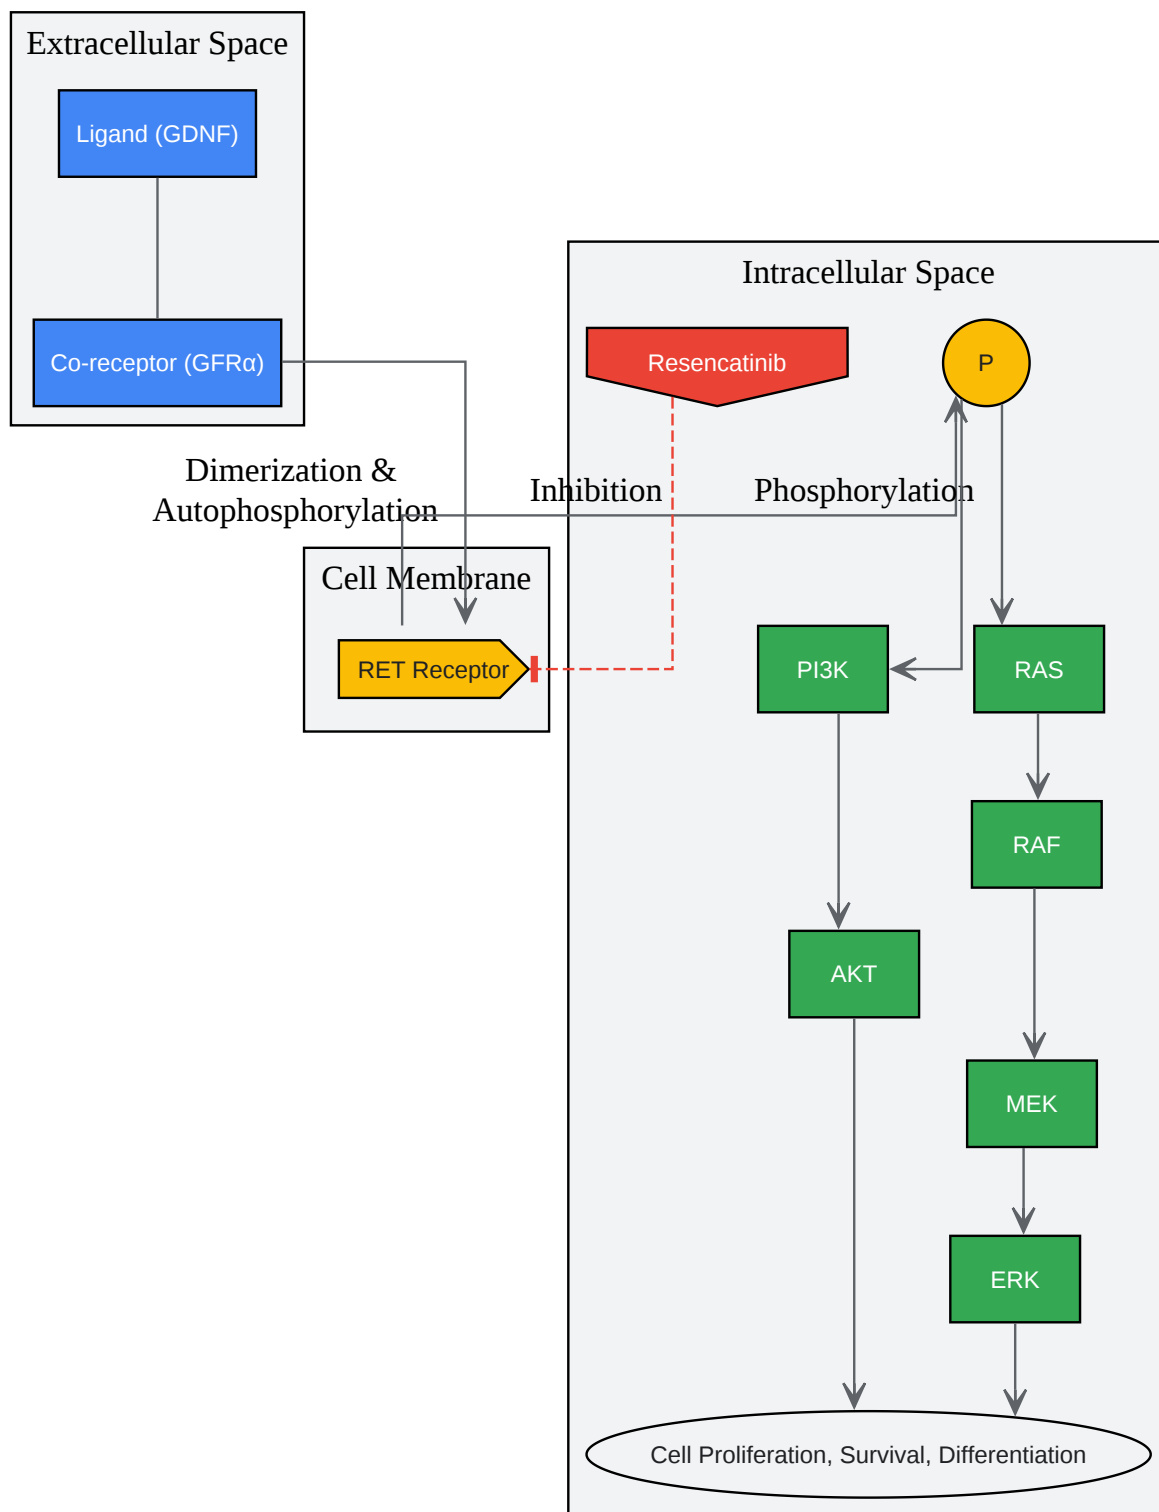 Extracellular Space
Ligand (GDNF)
Co-receptor (GFRα)
Intracellular Space
Resencatinib
P
Dimerization &
Autophosphorylation
Inhibition
Phosphorylation
Cell Membrane
RET Receptor
PI3K
RAS
RAF
AKT
MEK
ERK
Cell Proliferation, Survival, Differentiation